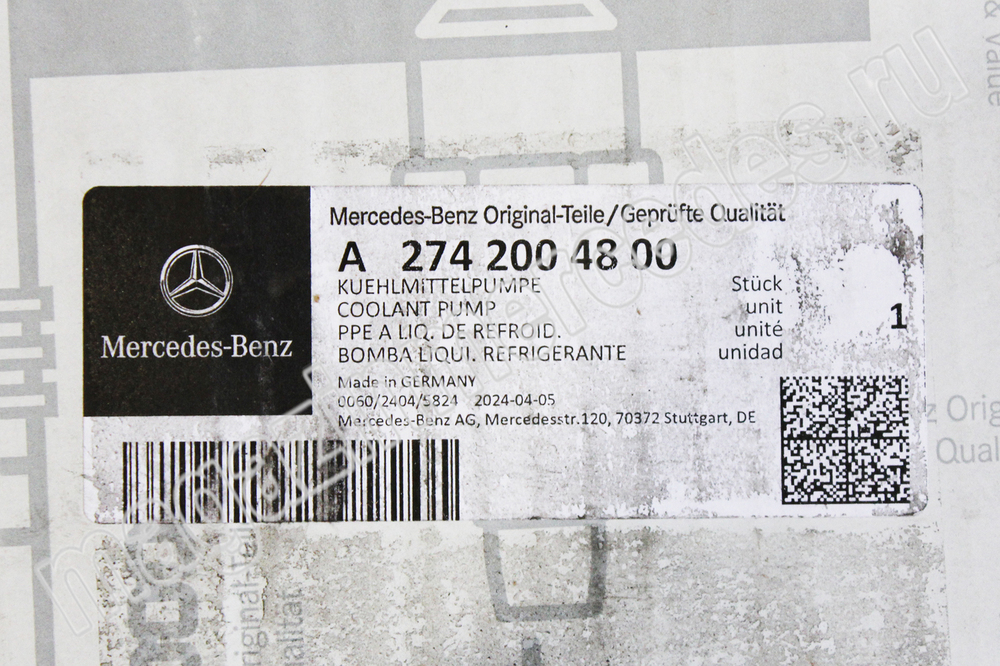 & Value
Mercedes-Benz
Mercedes-Benz Original-Teile/Geprüfte Qualität
A 274 200 48 00
KUEHLMITTELPUMPE
COOLANT PUMP
PPE A LIQ. DE REFROID.
BOMBA LIQUI. REFRIGERANTE
Stück
unit
unité
unidad
1
Made in GERMANY
0060/2404/5824 2024-04-05
Mercedes-Benz AG, Mercedesstr.120, 70372 Stuttgart, DE